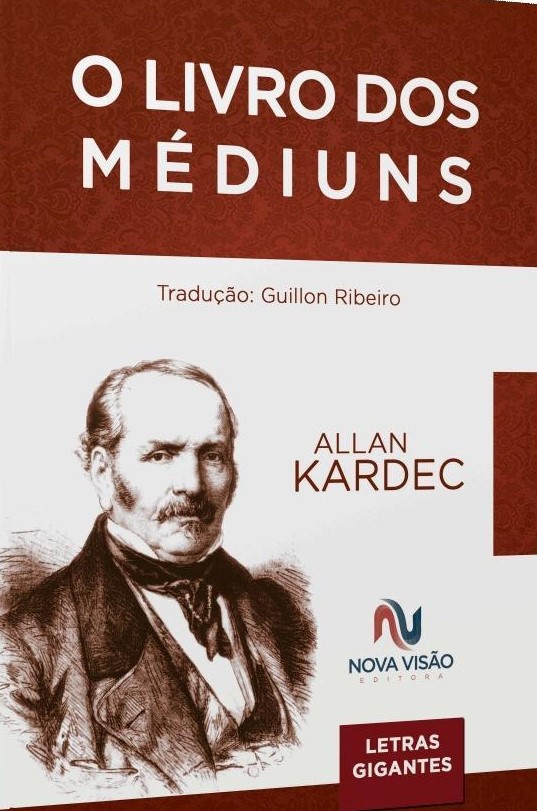 O LIVRO DOS
MÉDIUNS
Tradução: Guillon Ribeiro
ALLAN
KARDEC
NOVA VISÃO
EDITORA
LETRAS
GIGANTES